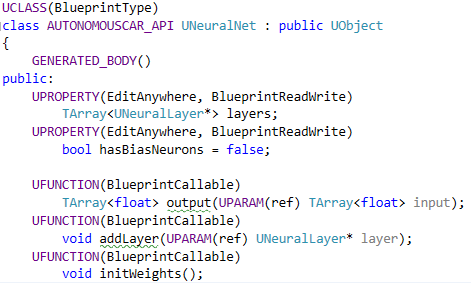 UCLASS(BlueprintType)
class AUTONOMOUSCAR_API UNeuralNet : public UObject
{
    GENERATED_BODY()
public:
    UPROPERTY(EditAnywhere, BlueprintReadWrite)
        TArray<UNeuralLayer*> layers;
    UPROPERTY(EditAnywhere, BlueprintReadWrite)
        bool hasBiasNeurons = false;

    UFUNCTION(BlueprintCallable)
        TArray<float> output(UPARAM(ref) TArray<float> input);
    UFUNCTION(BlueprintCallable)
        void addLayer(UPARAM(ref) UNeuralLayer* layer);
    UFUNCTION(BlueprintCallable)
        void initWeights();